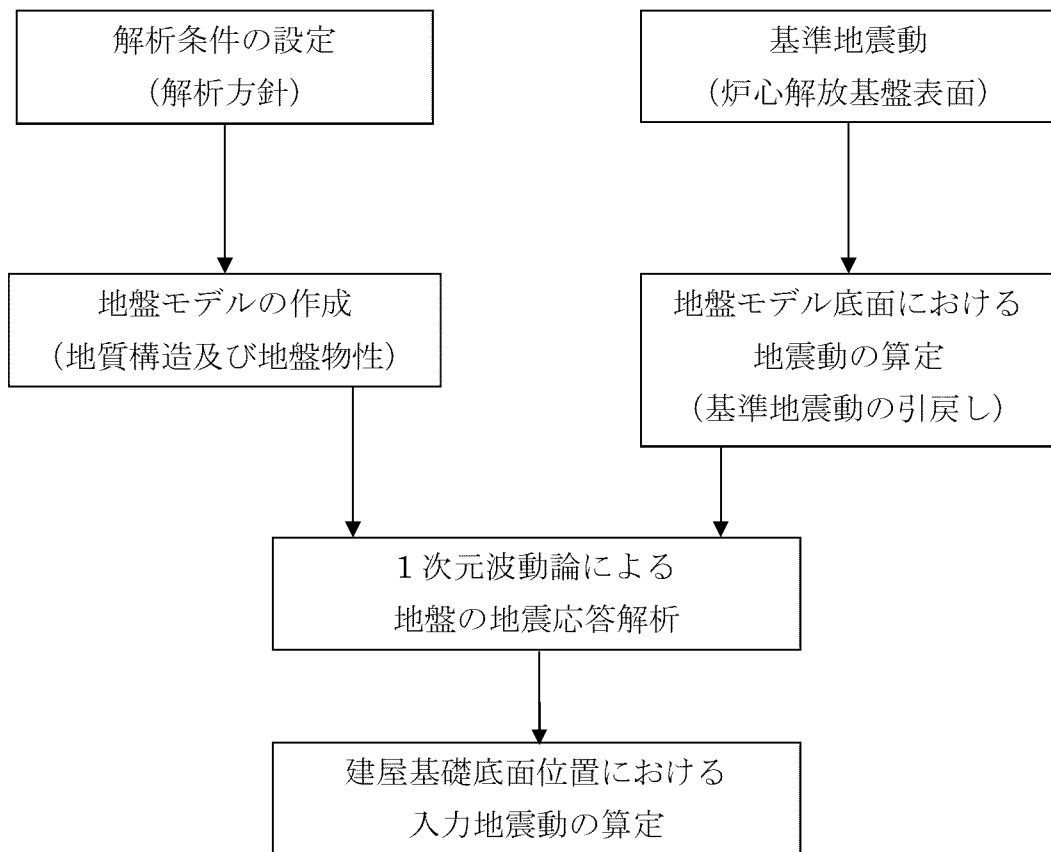 解析条件の設定
(解析方針)
基準地震動
(炉心解放基盤表面)
地盤モデルの作成
(地質構造及び地盤物性)
地盤モデル底面における
地震動の算定
(基準地震動の引戻し)
1次元波動論による
地盤の地震応答解析
建屋基礎底面位置における
入力地震動の算定